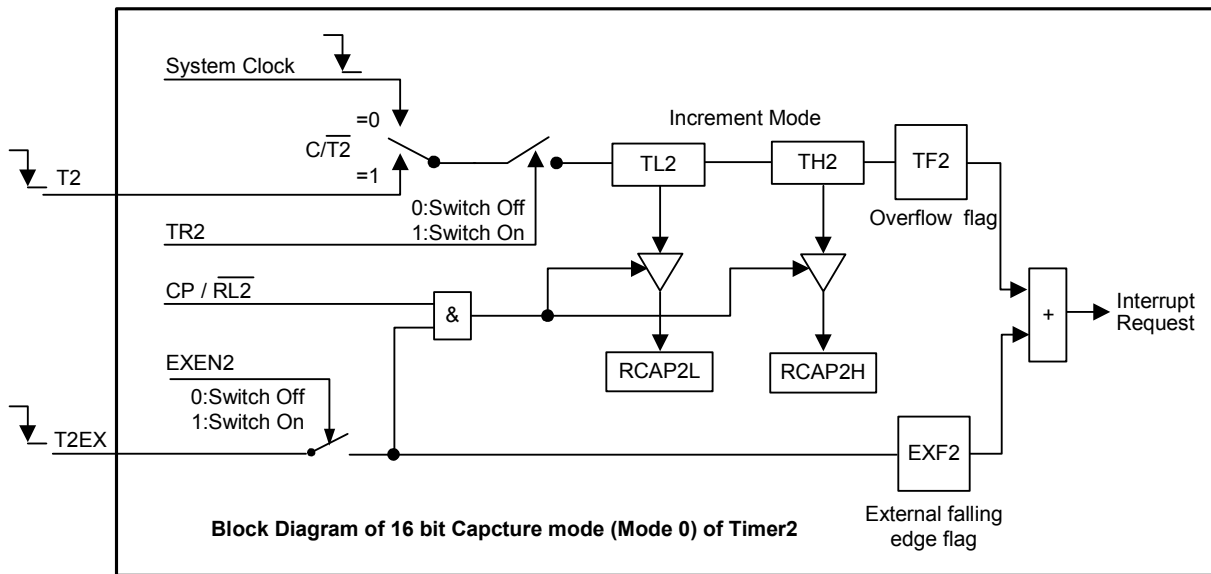 System Clock
=0
C/T2
=1
T2
Increment Mode
TL2
TH2
TF2
Overflow flag
0:Switch Off
1:Switch On
TR2
CP / RL2
&
+
Interrupt
Request
RCAP2L
RCAP2H
EXEN2
0:Switch Off
1:Switch On
T2EX
EXF2
External falling
edge flag
Block Diagram of 16 bit Capcture mode (Mode 0) of Timer2